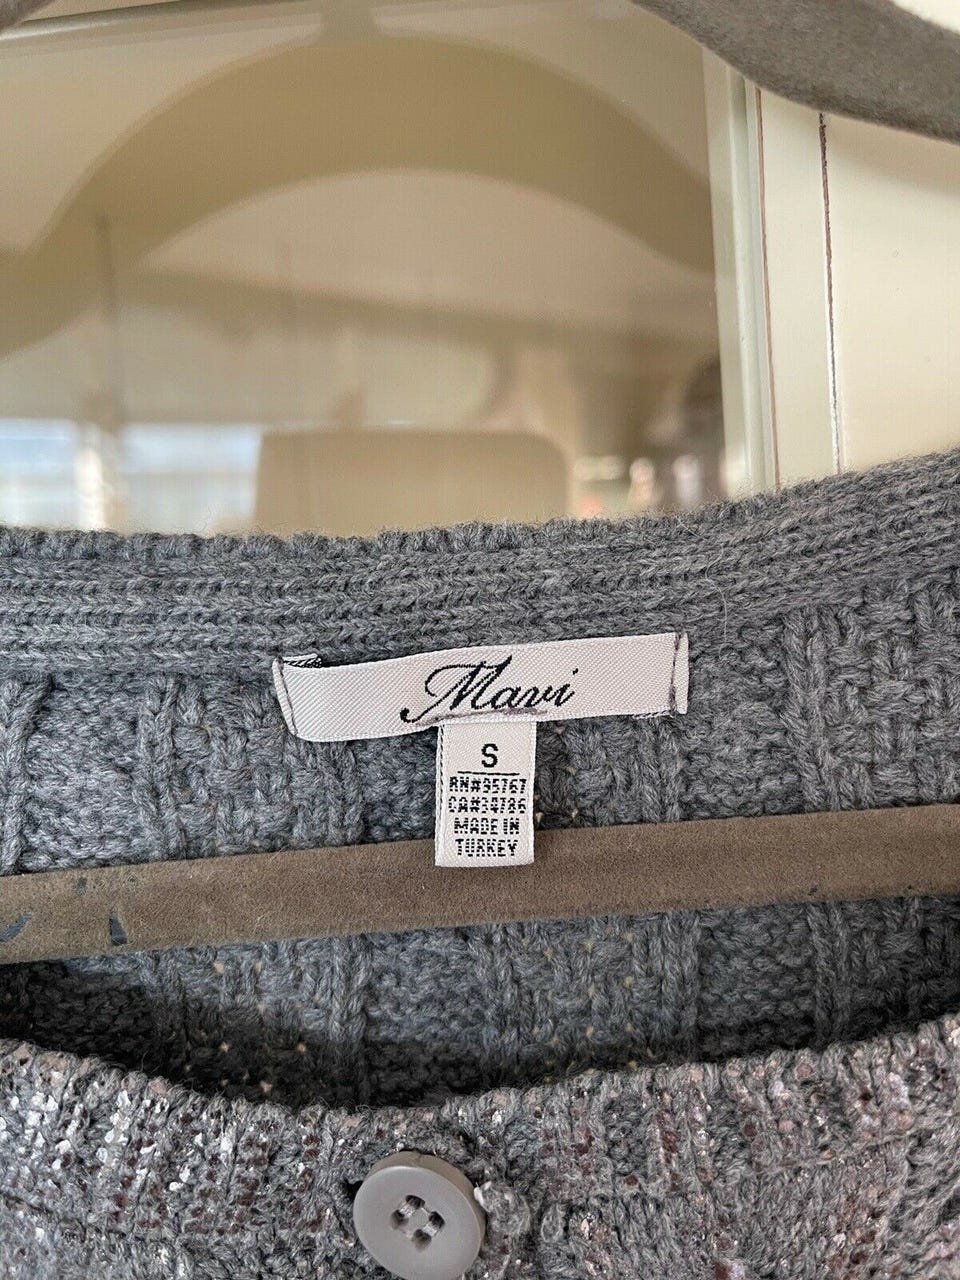 Mavi
S
RN#95767
CA#34786
MADE IN
TURKEY